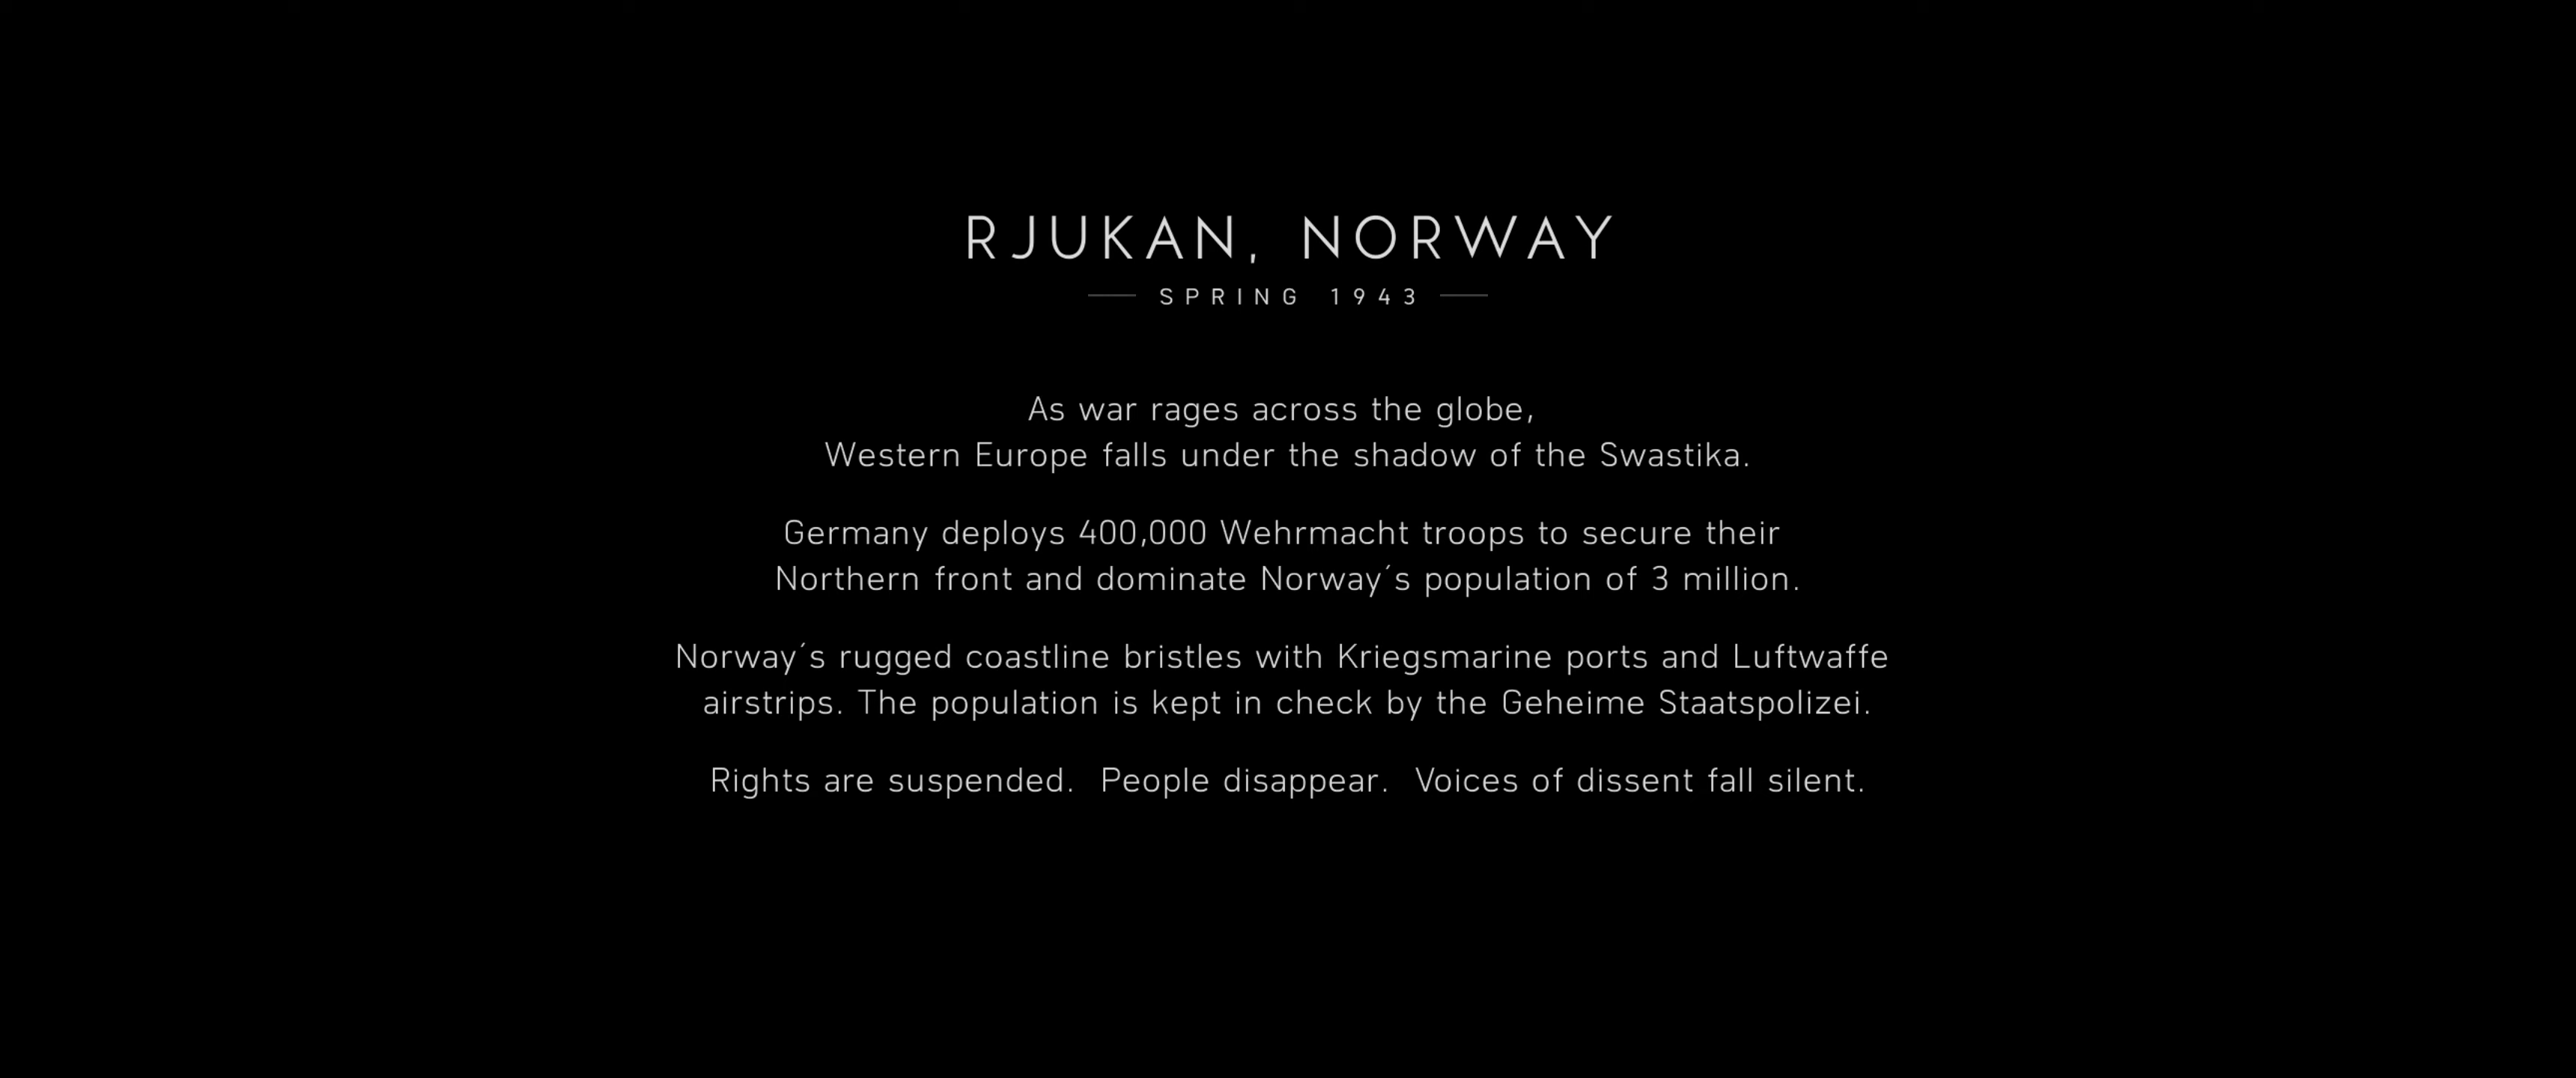 RJUKAN, NORWAY
SPRING 1943
As war rages across the globe,
Western Europe falls under the shadow of the Swastika.
Germany deploys 400,000 Wehrmacht troops to secure their
Northern front and dominate Norway´s population of 3 million.
Norway´s rugged coastline bristles with Kriegsmarine ports and Luftwaffe
airstrips. The population is kept in check by the Geheime Staatspolizei.
Rights are suspended.  People disappear.  Voices of dissent fall silent.